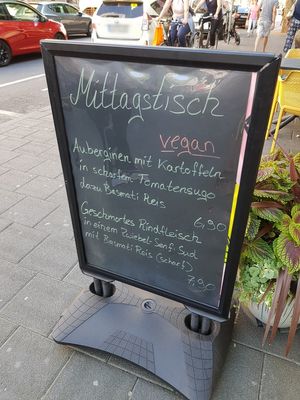 Mittagstisch
vegan
Auberginen mit Kartoffeln
in scharfem Tomatensugo
dazu Basmati Reis
6,90
Geschmortes Rindfleisch
in einem Zwiebel-Senf-Sud
mit Basmati Reis (scharf)
7,90